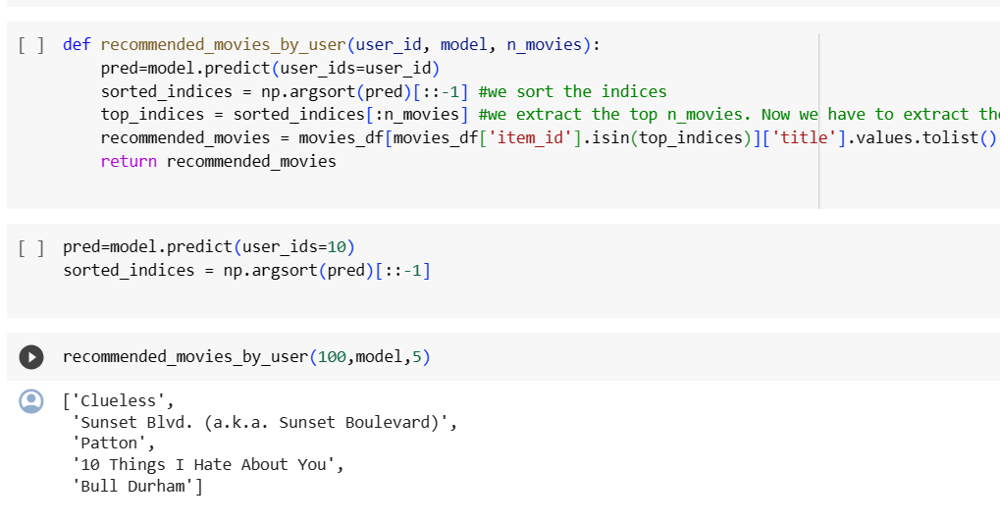 [ ] def recommended_movies_by_user(user_id, model, n_movies):
pred=model.predict(user_ids=user_id)
sorted_indices = np.argsort(pred)[::-1] #we sort the indices
top_indices = sorted_indices[:n_movies] #we extract the top n_movies. Now we have to extract the
recommended_movies = movies_df[movies_df['item_id'].isin(top_indices)]['title'].values.tolist()
return recommended_movies
[ ] pred=model.predict(user_ids=10)
sorted_indices = np.argsort(pred)[::-1]
recommended_movies_by_user(100,model,5)
['Clueless',
'Sunset Blvd. (a.k.a. Sunset Boulevard)',
'Patton',
'10 Things I Hate About You',
'Bull Durham']